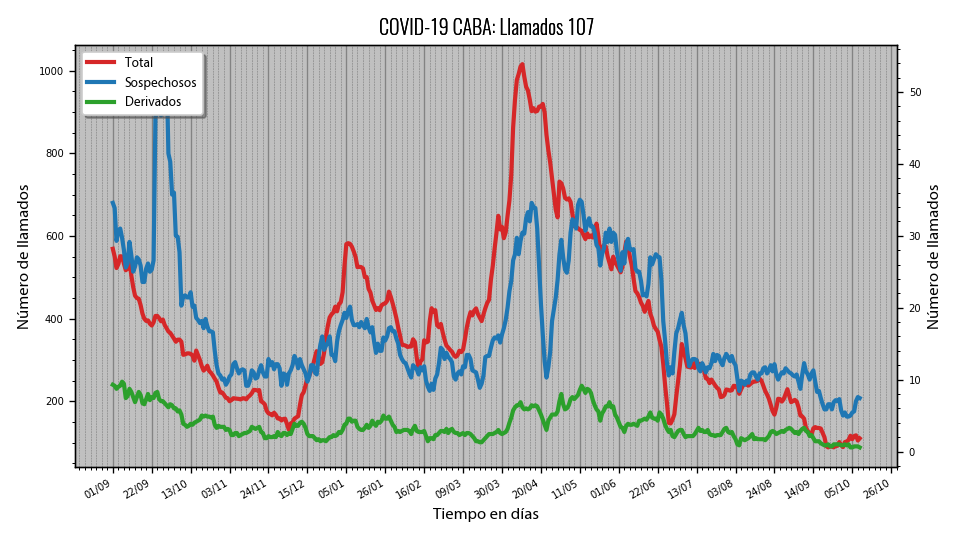 COVID-19 CABA: Llamados 107
Total
Sospechosos
Derivados
Número de llamados
1000
800
600
400
200
50
40
30
20
10
0
Número de llamados
01/09 22/09 13/10 03/11 24/11 15/12 05/01 26/01 16/02 09/03 30/03 20/04 11/05 01/06 22/06 13/07 03/08 24/08 14/09 05/10 26/10
Tiempo en días